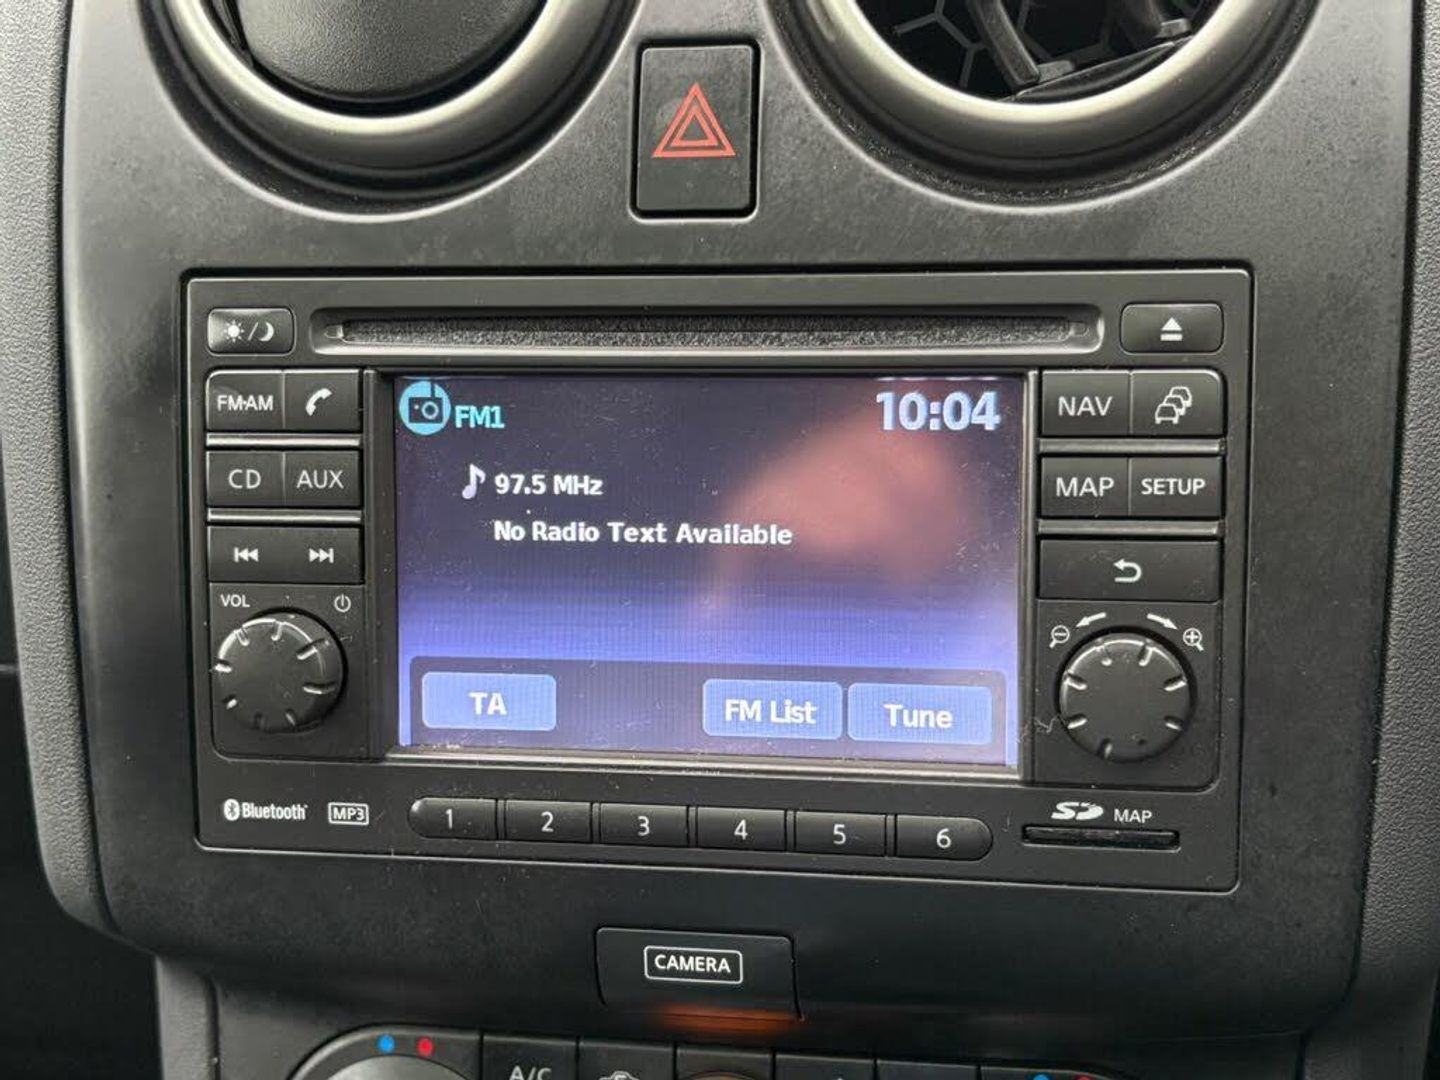 FM·AM
CD
AUX
VOL
FM1
10:04
97.5 MHz
No Radio Text Available
TA
FM List
Tune
NAV
MAP
SETUP
Bluetooth
MP3
1
2
3
4
5
6
SD MAP
CAMERA
A/C